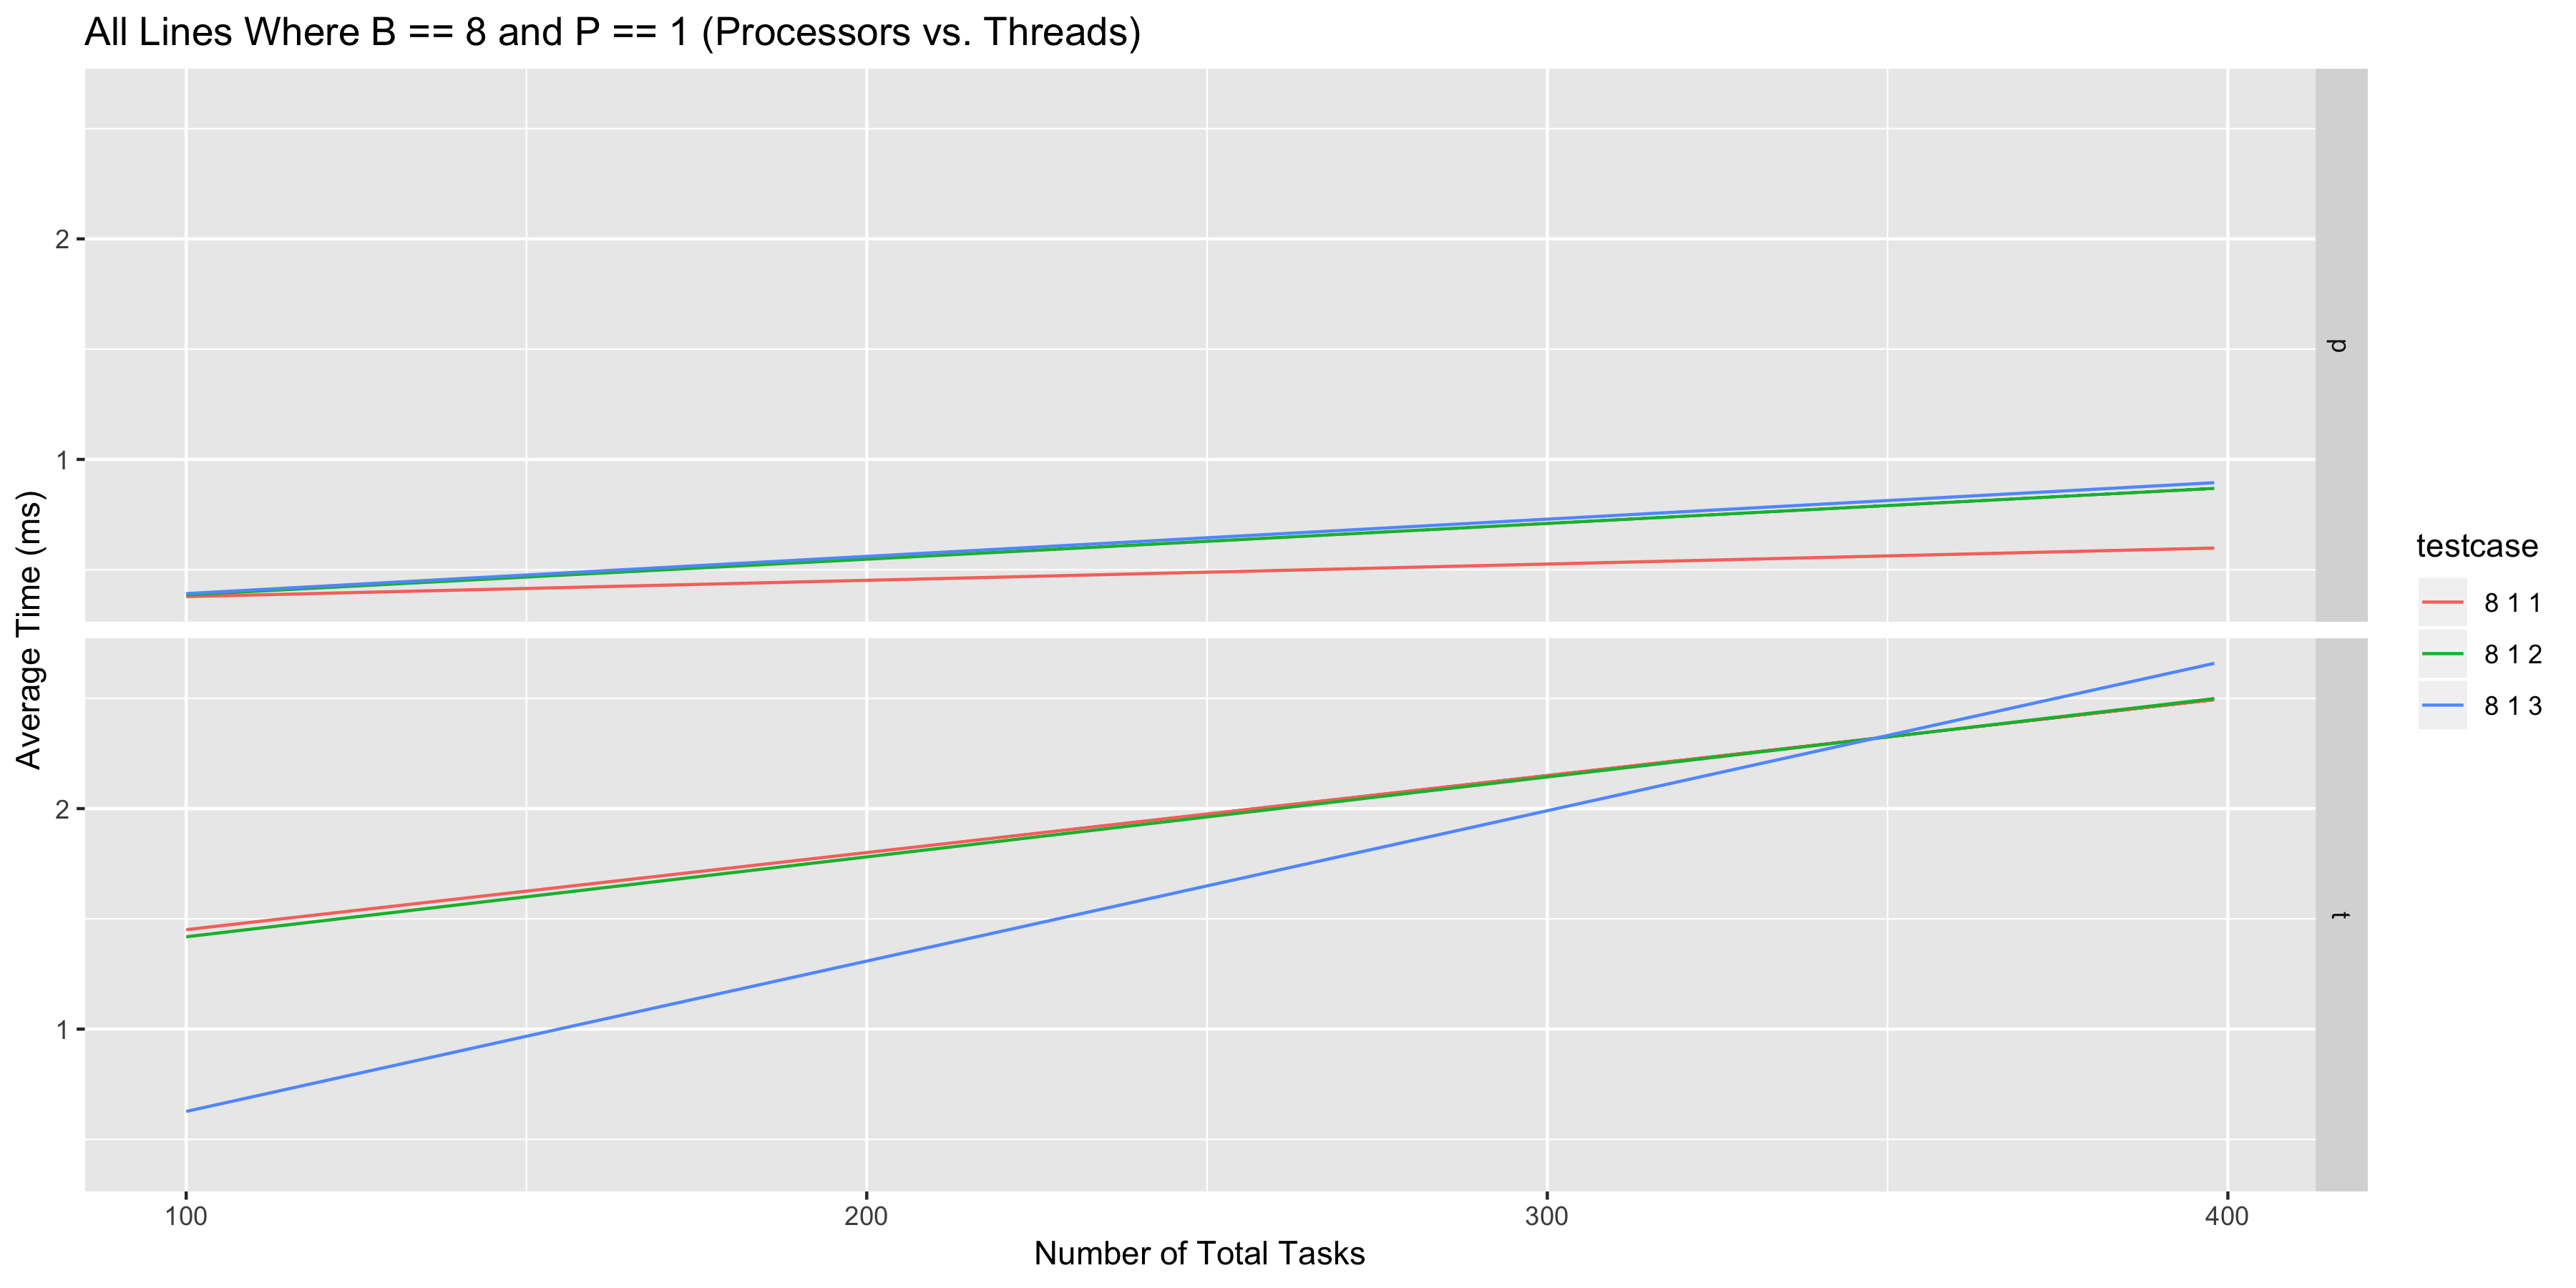 All Lines Where B == 8 and P == 1 (Processors vs. Threads)
Average Time (ms)
2
1
p
2
1
t
100
200
300
400
Number of Total Tasks
testcase
8 1 1
8 1 2
8 1 3